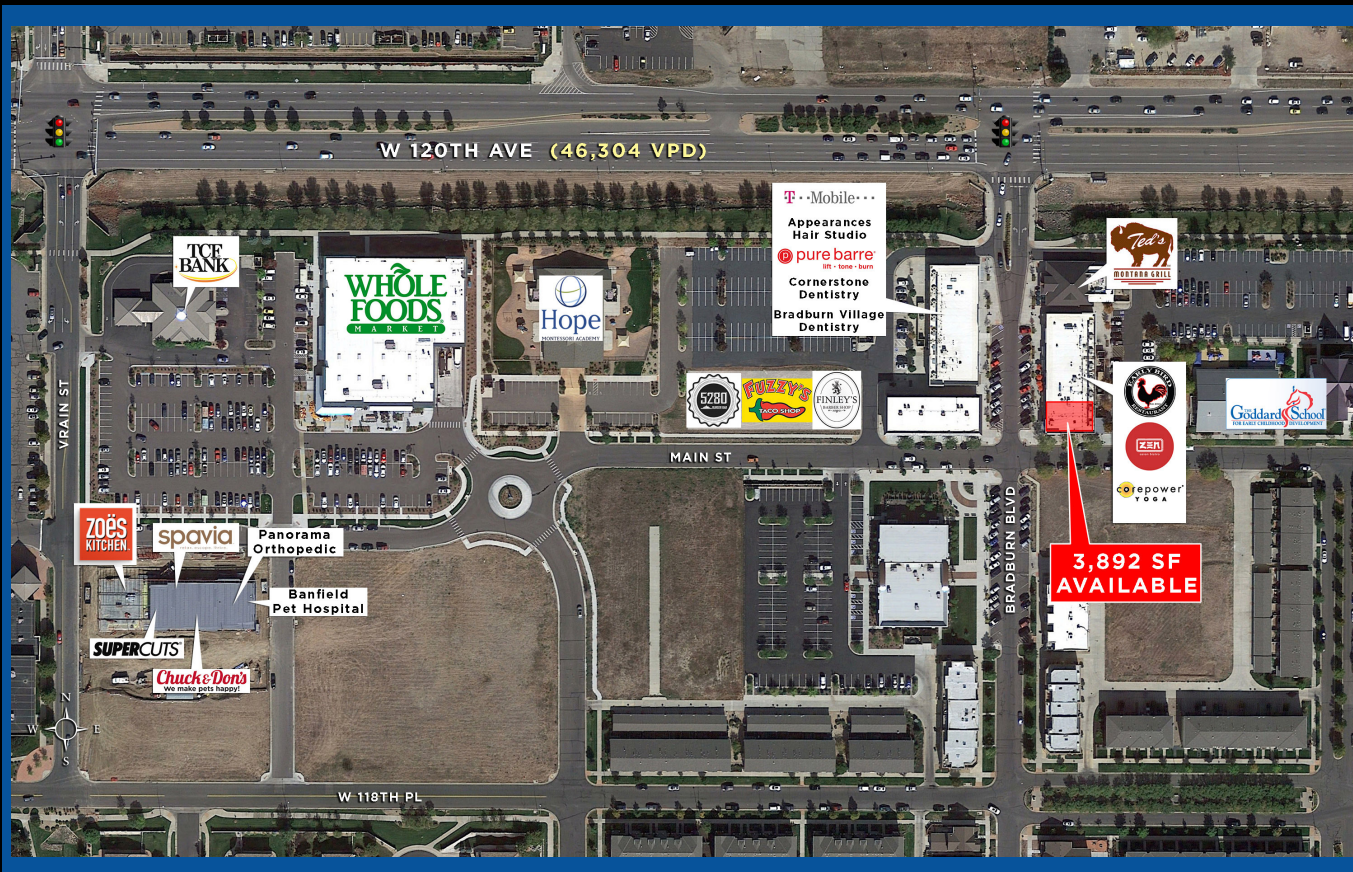 W 120TH AVE (46,304 VPD)
T··Mobile···
Appearances
Hair Studio
p pure barre
lift • tone • burn
Cornerstone
Dentistry
Bradburn Village
Dentistry
Ted's
MONTANA GRILL
TCF
BANK
WHOLE
FOODS
MARKET
Hope
MONTESSORI ACADEMY
5280
FUZZY'S
TACO SHOP
FINLEY'S
BARBER SHOP
EARLY BIRD
RESTAURANT
ZEN
corepower
YOGA
THE
Goddard School
FOR EARLY CHILDHOOD DEVELOPMENT
VRAIN ST
MAIN ST
BRADBURN BLVD
3,892 SF
AVAILABLE
ZOËS
KITCHEN
spavia
Panorama
Orthopedic
Banfield
Pet Hospital
SUPERCUTS
Chuck & Don's
We make pets happy!
N
W
E
S
W 118TH PL